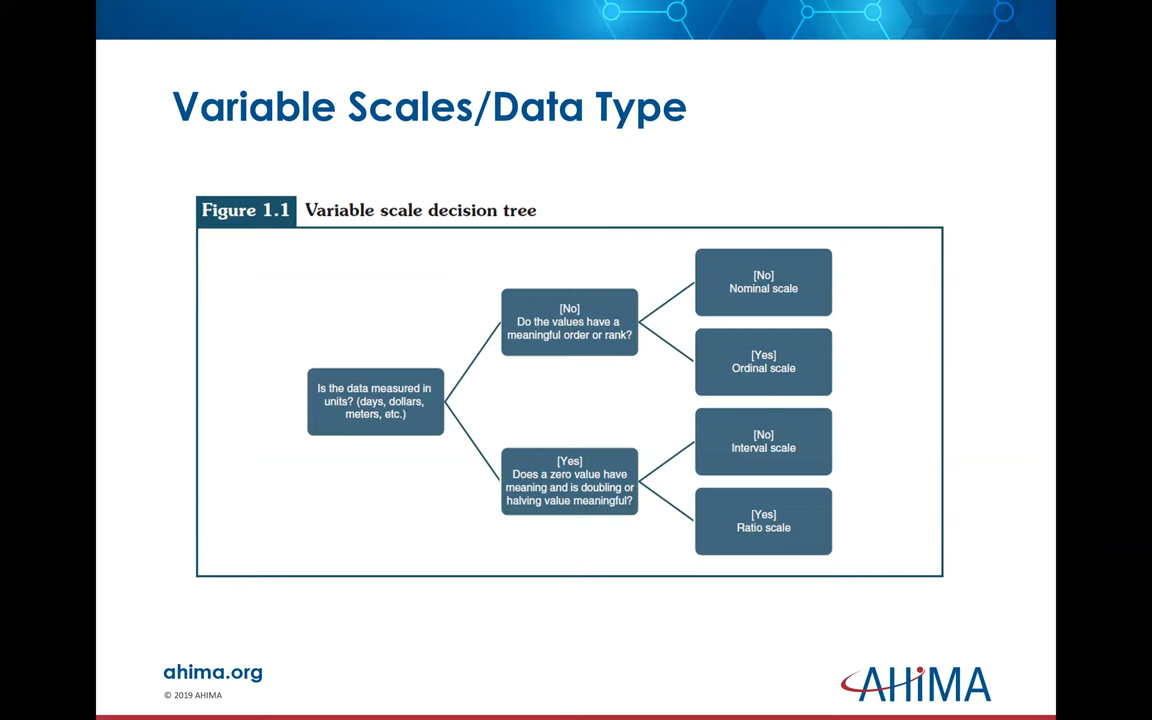 Variable Scales/Data Type
Figure 1.1 Variable scale decision tree
Is the data measured in
units? (days, dollars,
meters, etc.)
[No]
Do the values have a
meaningful order or rank?
[No]
Nominal scale
[Yes]
Ordinal scale
[Yes]
Does a zero value have
meaning and is doubling or
halving value meaningful?
[No]
Interval scale
[Yes]
Ratio scale
ahima.org
© 2019 AHIMA
AHIMA